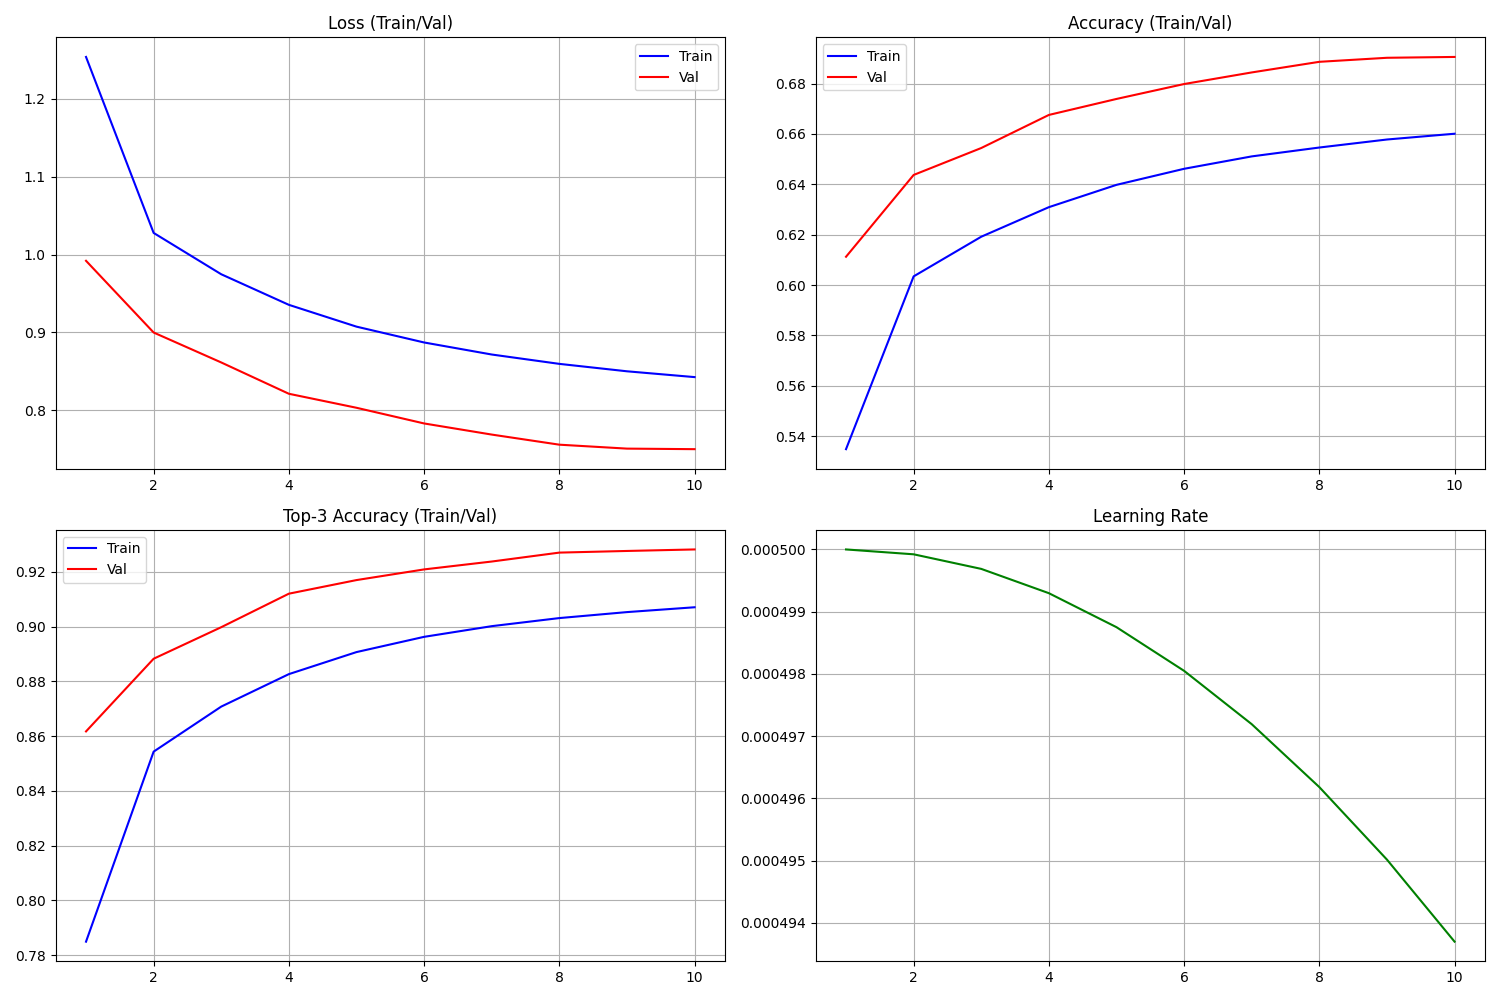 Loss (Train/Val)
Train
Val
1.2
1.1
1.0
0.9
0.8
2 4 6 8 10
Accuracy (Train/Val)
Train
Val
0.68
0.66
0.64
0.62
0.60
0.58
0.56
0.54
2 4 6 8 10
Top-3 Accuracy (Train/Val)
Train
Val
0.92
0.90
0.88
0.86
0.84
0.82
0.80
0.78
2 4 6 8 10
Learning Rate
0.000500
0.000499
0.000498
0.000497
0.000496
0.000495
0.000494
2 4 6 8 10